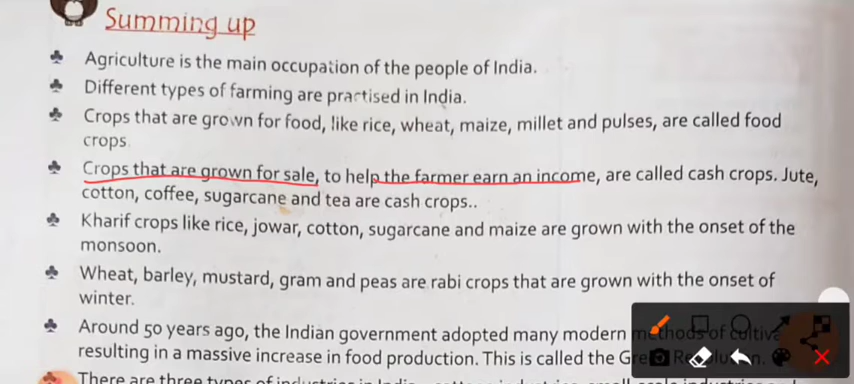 Summing up
Agriculture is the main occupation of the people of India.
Different types of farming are practised in India.
Crops that are grown for food, like rice, wheat, maize, millet and pulses, are called food
crops.
Crops that are grown for sale, to help the farmer earn an income, are called cash crops. Jute,
cotton, coffee, sugarcane and tea are cash crops..
Kharif crops like rice, jowar, cotton, sugarcane and maize are grown with the onset of the
monsoon.
Wheat, barley, mustard, gram and peas are rabi crops that are grown with the onset of
winter.
Around 50 years ago, the Indian government adopted many modern methods of
resulting in a massive increase in food production. This is called the
There are three types of industries in India